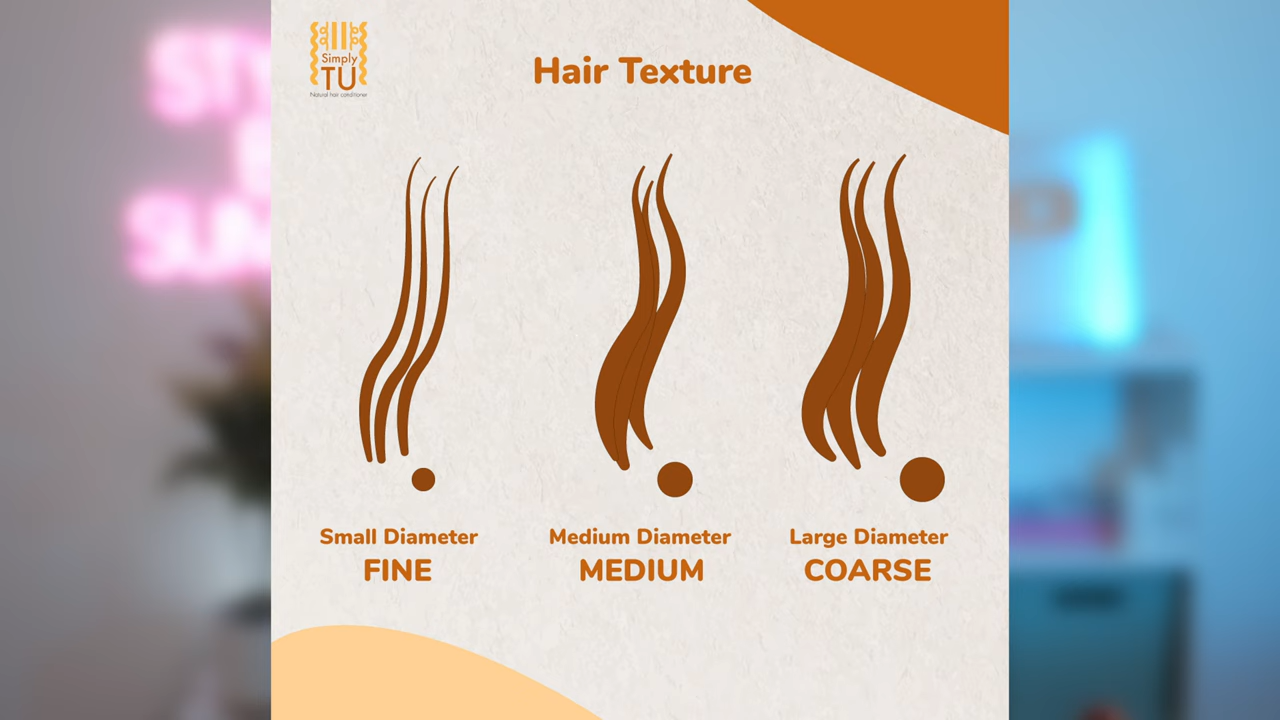 Simply
TU
Natural hair conditioner
Hair Texture
Small Diameter
FINE
Medium Diameter
MEDIUM
Large Diameter
COARSE